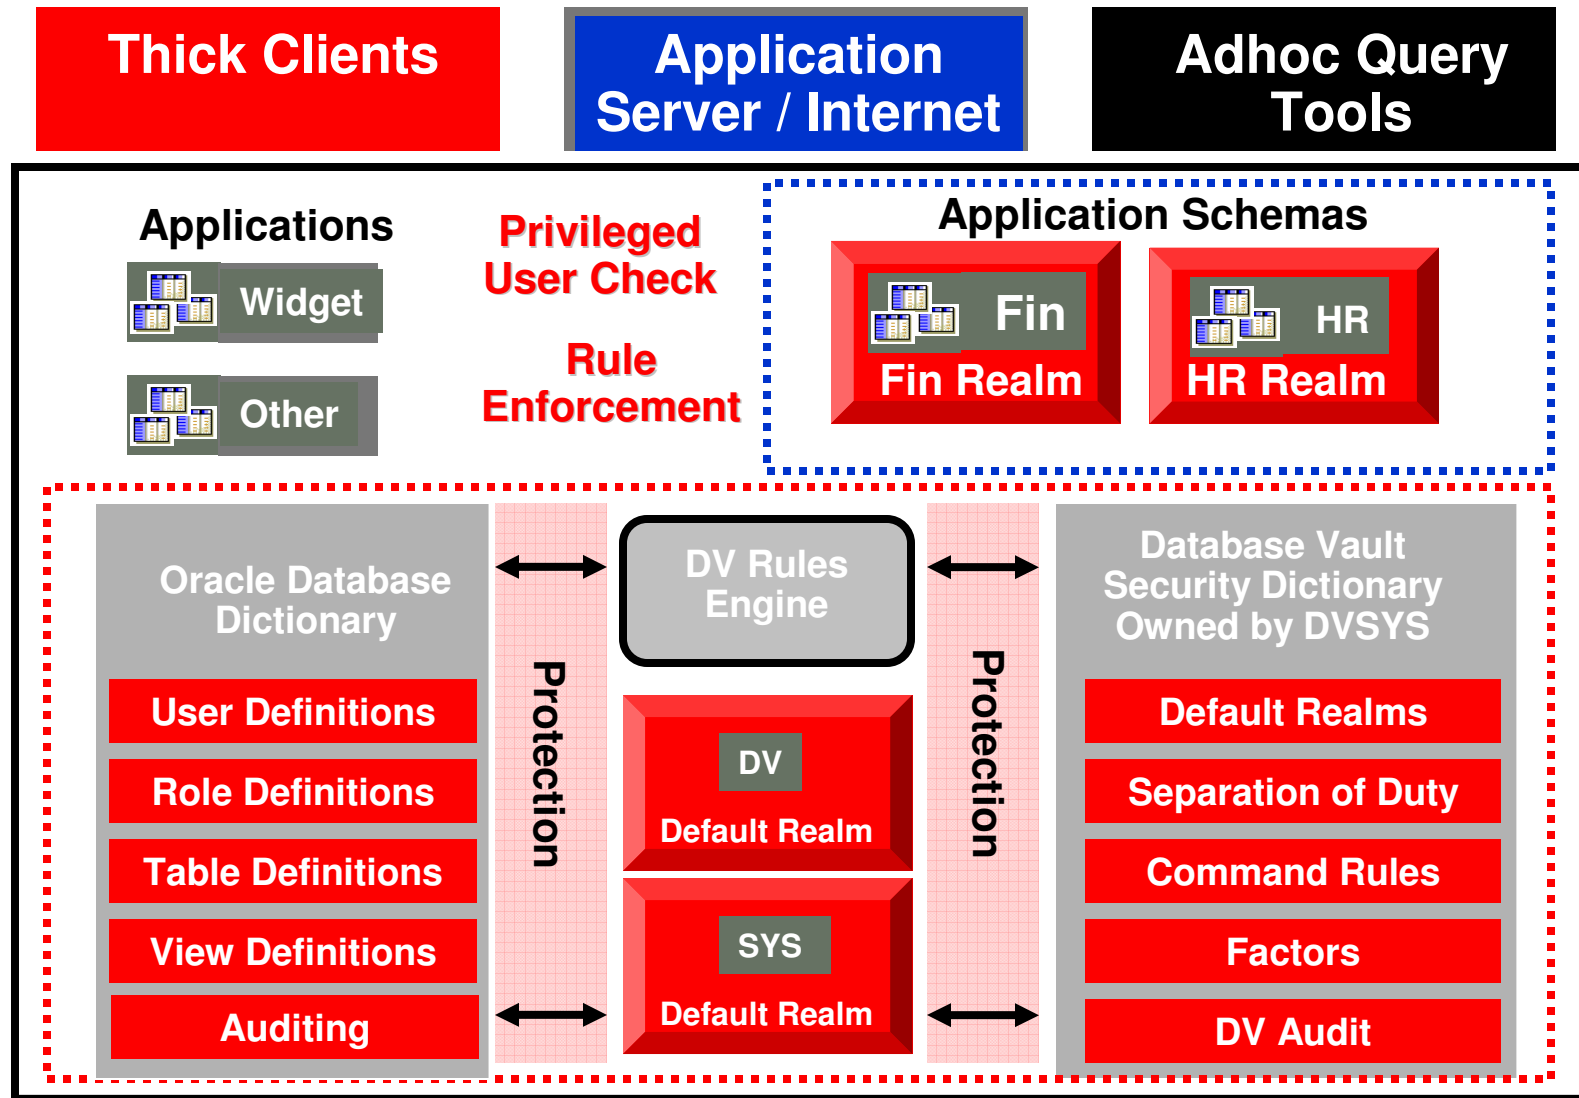 Thick Clients
Application
Server / Internet
Adhoc Query
Tools
Applications
Widget
Other
Privileged
User Check
Rule
Enforcement
Application Schemas
Fin
Fin Realm
HR
HR Realm
Oracle Database
Dictionary
User Definitions
Role Definitions
Table Definitions
View Definitions
Auditing
Protection
DV Rules
Engine
DV
Default Realm
SYS
Default Realm
Protection
Database Vault
Security Dictionary
Owned by DVSYS
Default Realms
Separation of Duty
Command Rules
Factors
DV Audit